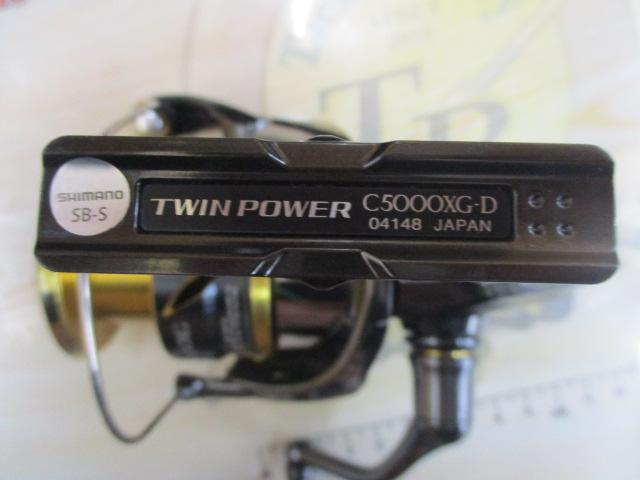 SHIMANO
SB-S
TWIN POWER
C5000XG-D
04148 JAPAN